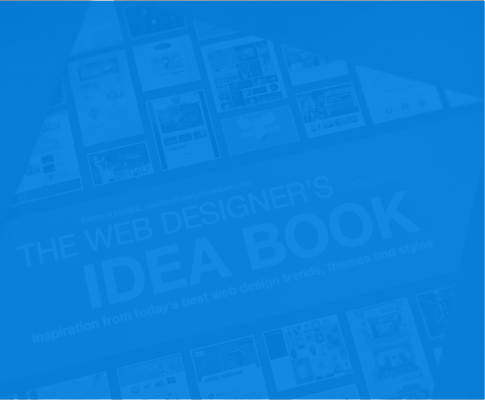 THE WEB DESIGNER'S
IDEA BOOK
Inspiration from today's best web design trends, themes and styles